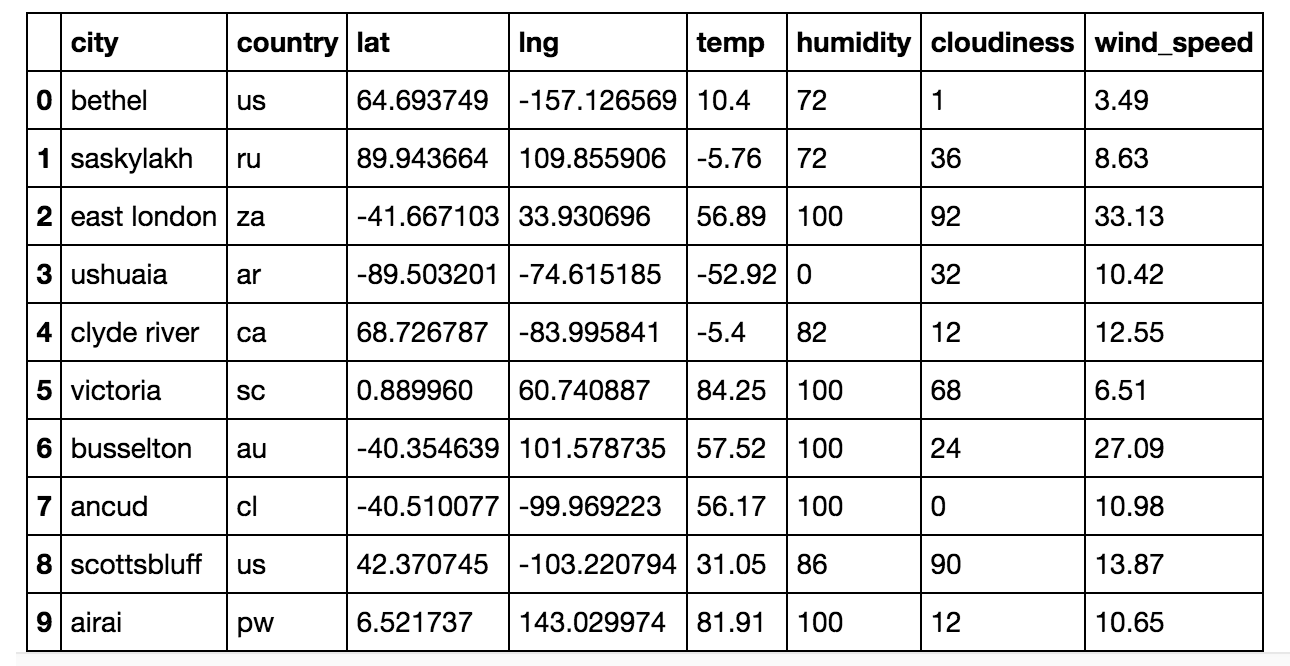 city country lat lng temp humidity cloudiness wind_speed
0 bethel us 64.693749 -157.126569 10.4 72 1 3.49
1 saskylakh ru 89.943664 109.855906 -5.76 72 36 8.63
2 east london za -41.667103 33.930696 56.89 100 92 33.13
3 ushuaia ar -89.503201 -74.615185 -52.92 0 32 10.42
4 clyde river ca 68.726787 -83.995841 -5.4 82 12 12.55
5 victoria sc 0.889960 60.740887 84.25 100 68 6.51
6 busselton au -40.354639 101.578735 57.52 100 24 27.09
7 ancud cl -40.510077 -99.969223 56.17 100 0 10.98
8 scottsbluff us 42.370745 -103.220794 31.05 86 90 13.87
9 airai pw 6.521737 143.029974 81.91 100 12 10.65